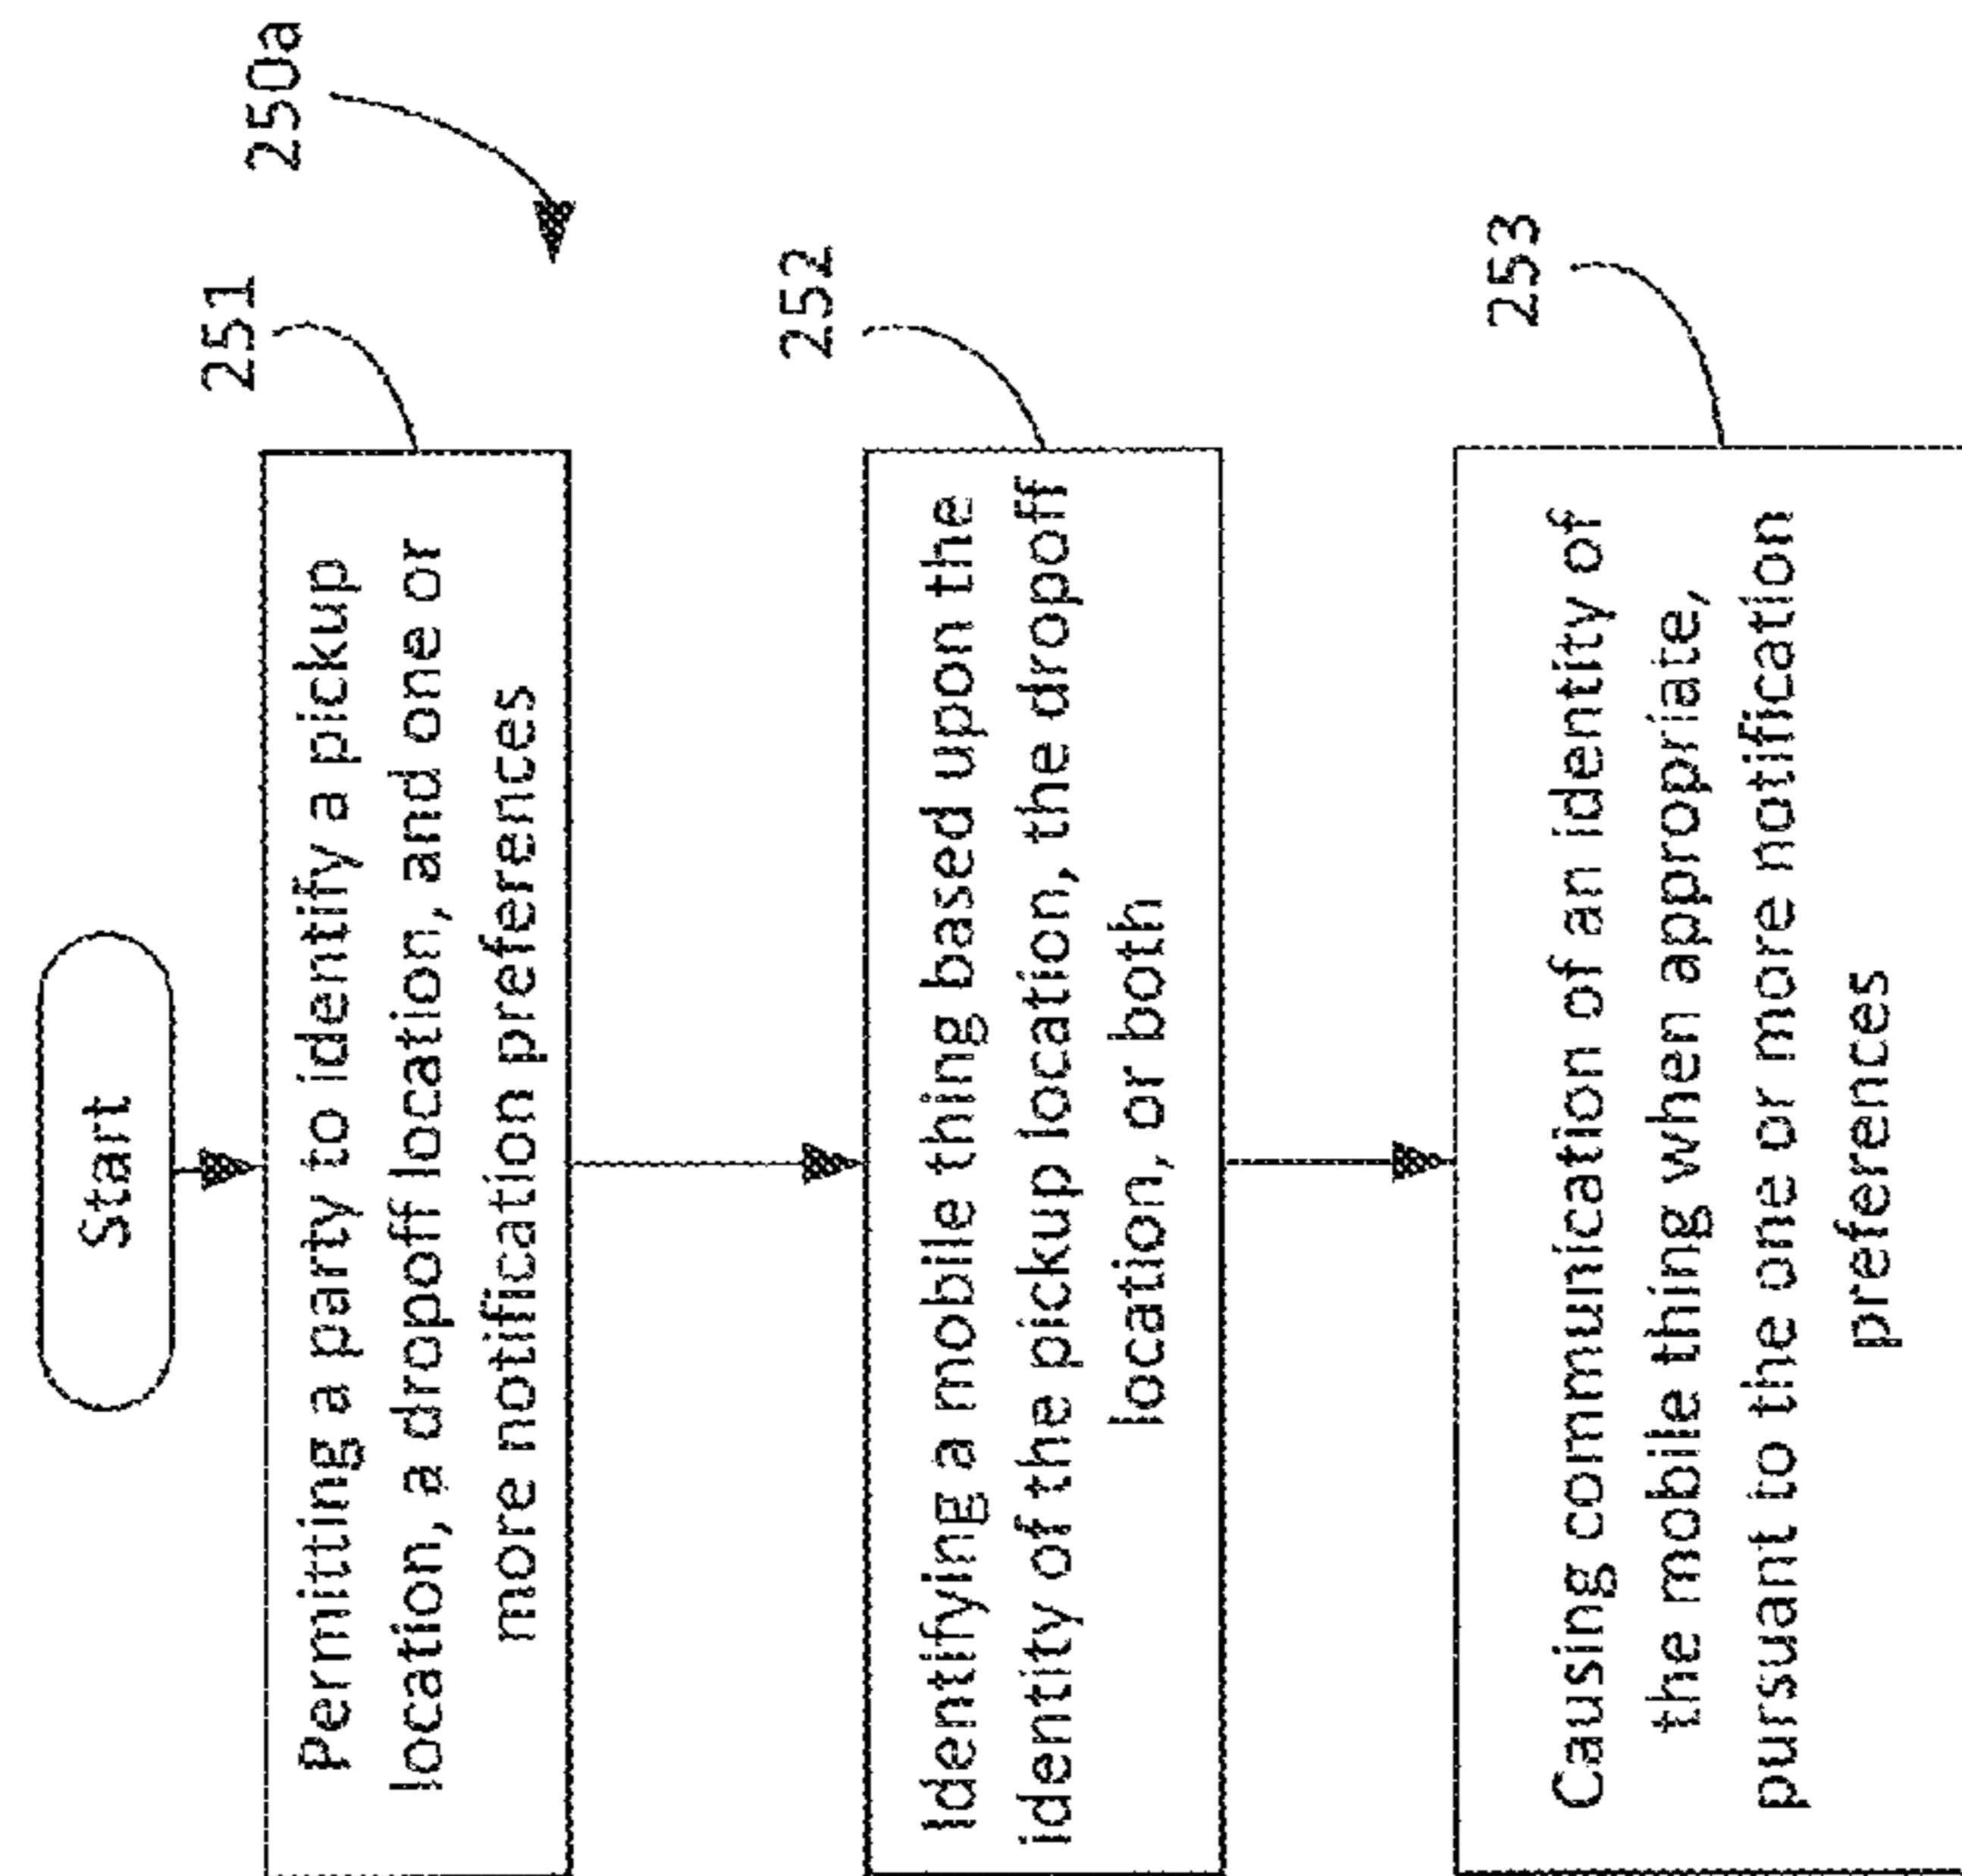 250a
Start
251
Permitting a party to identify a pickup
location, a dropoff location, and one or
more notification preferences
252
Identifying a mobile thing based upon the
identity of the pickup location, the dropoff
location, or both
253
Causing communication of an identity of
the mobile thing when appropriate,
pursuant to the one or more notification
preferences